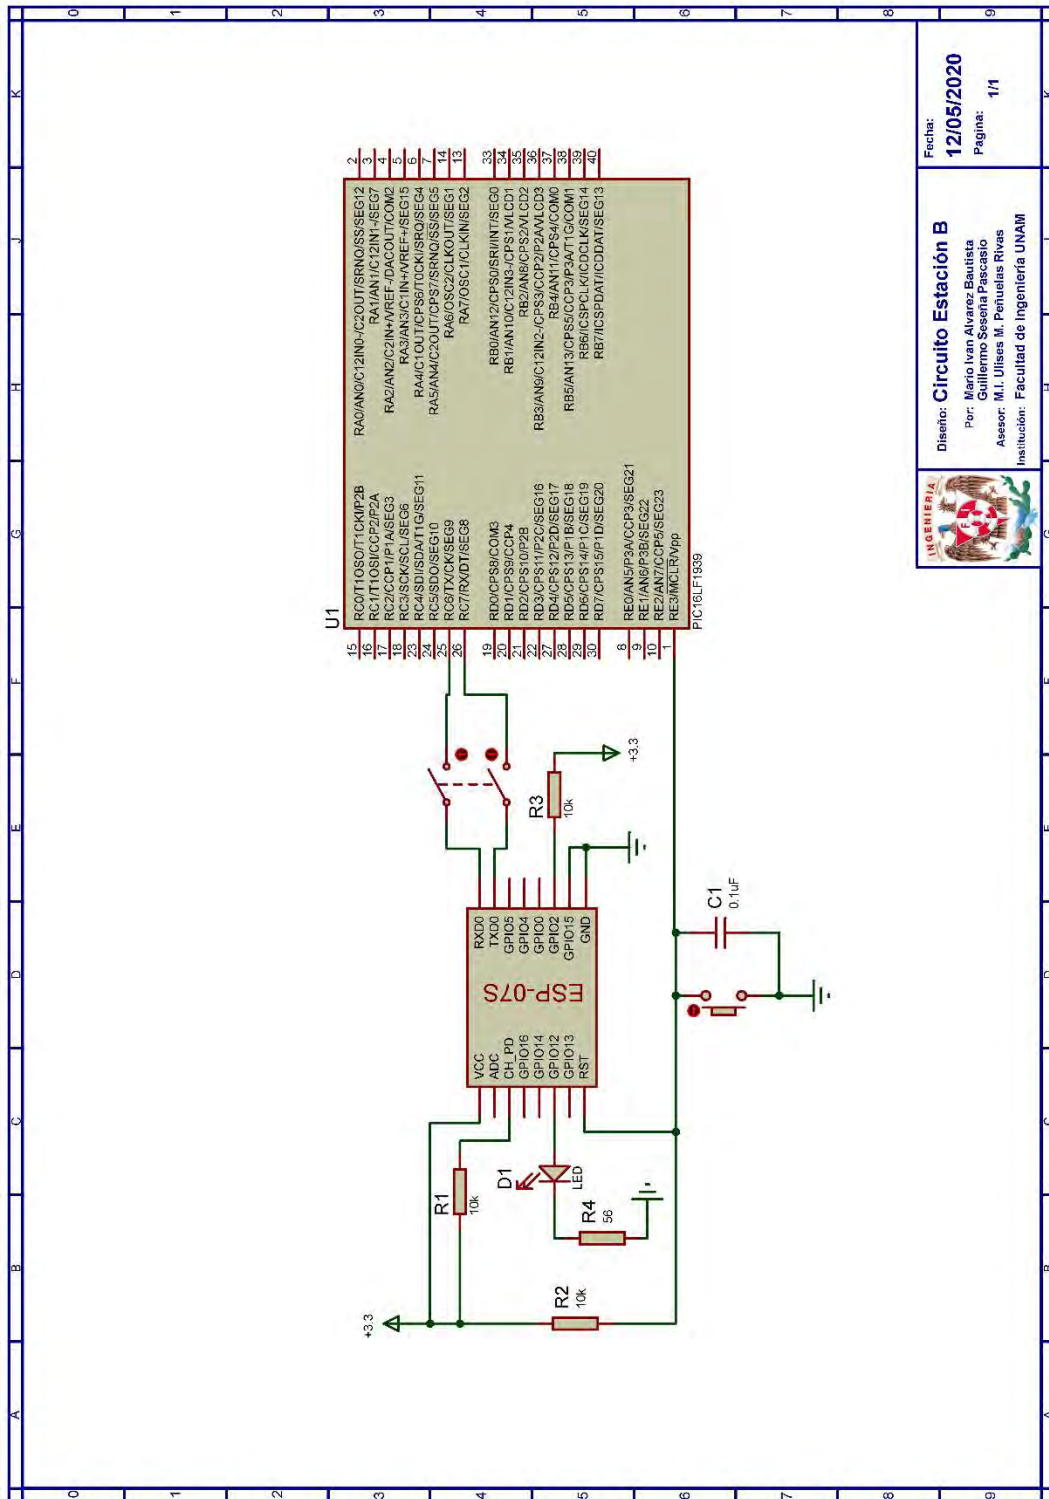 A
B
C
D
E
F
G
H
J
K
0
1
2
3
4
5
6
7
8
9
+3.3
R1
10k
R2
10k
D1
LED
R4
56
ESP-07S
VCC
ADC
CH_PD
GPIO16
GPIO14
GPIO12
GPIO13
RST
RXD0
TXD0
GPIO5
GPIO4
GPIO0
GPIO2
GPIO15
GND
R3
10k
+3.3
C1
0.1uF
U1
15 RC0/T1OSO/T1CKI/P2B
16 RC1/T1OSI/CCP2/P2A
17 RC2/CCP1/P1A/SEG3
18 RC3/SCK/SCL/SEG6
23 RC4/SDI/SDA/T1G/SEG11
24 RC5/SDO/SEG10
25 RC6/TX/CK/SEG9
26 RC7/RX/DT/SEG8
19 RD0/CPS8/COM3
20 RD1/CPS9/CCP4
21 RD2/CPS10/P2B
22 RD3/CPS11/P2C/SEG16
27 RD4/CPS12/P2D/SEG17
28 RD5/CPS13/P1B/SEG18
29 RD6/CPS14/P1C/SEG19
30 RD7/CPS15/P1D/SEG20
8 RE0/AN5/P3A/CCP3/SEG21
9 RE1/AN6/P3B/SEG22
10 RE2/AN7/CCP5/SEG23
1 RE3/MCLR/Vpp
RA0/AN0/C12IN0-/C2OUT/SRNQ/SS/SEG12 2
RA1/AN1/C12IN1-/SEG7 3
RA2/AN2/C2IN+/VREF-/DACOUT/COM2 4
RA3/AN3/C1IN+/VREF+/SEG15 5
RA4/C1OUT/CPS6/T0CKI/SRQ/SEG4 6
RA5/AN4/C2OUT/CPS7/SRNQ/SS/SEG5 7
RA6/OSC2/CLKOUT/SEG1 14
RA7/OSC1/CLKIN/SEG2 13
RB0/AN12/CPS0/SRI/INT/SEG0 33
RB1/AN10/C12IN3-/CPS1/VLCD1 34
RB2/AN8/CPS2/VLCD2 35
RB3/AN9/C12IN2-/CPS3/CCP2/P2A/VLCD3 36
RB4/AN11/CPS4/COM0 37
RB5/AN13/CPS5/CCP3/P3A/T1G/COM1 38
RB6/ICSPCLK/ICDCLK/SEG14 39
RB7/ICSPDAT/ICDDAT/SEG13 40
PIC16LF1939
INGENIERIA
Diseño: Circuito Estación B
Por: Mario Ivan Alvarez Bautista
Guillermo Seseña Pascasio
Asesor: M.I. Ulises M. Peñuelas Rivas
Institución: Facultad de Ingeniería UNAM
Fecha:
12/05/2020
Pagina: 1/1
A
B
C
D
E
F
G
H
J
K
0
1
2
3
4
5
6
7
8
9